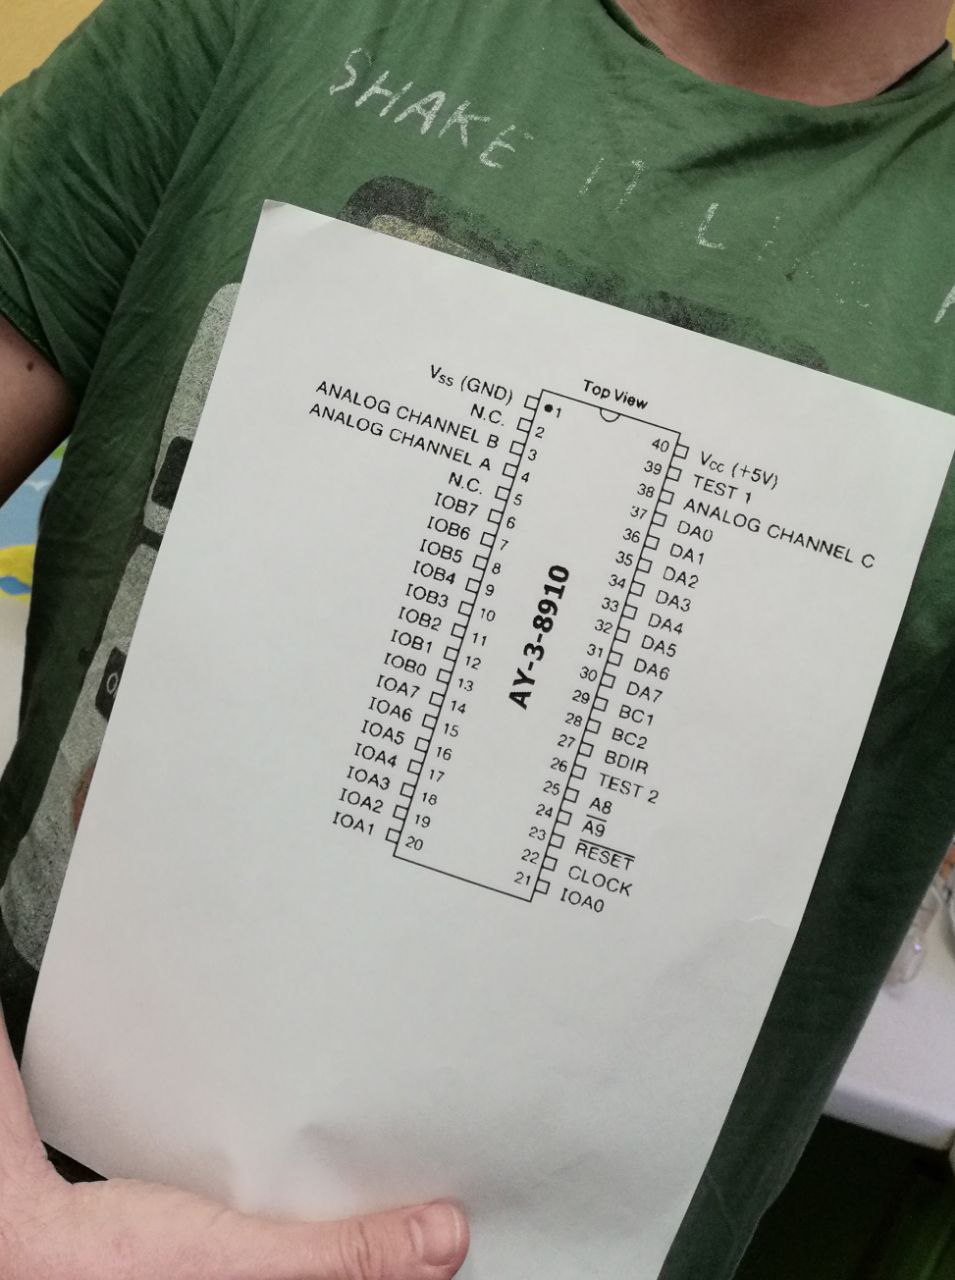 SHAKE IT
Top View
VSS (GND) 1
N.C. 2
ANALOG CHANNEL B 3
ANALOG CHANNEL A 4
N.C. 5
IOB7 6
IOB6 7
IOB5 8
IOB4 9
IOB3 10
IOB2 11
IOB1 12
IOB0 13
IOA7 14
IOA6 15
IOA5 16
IOA4 17
IOA3 18
IOA2 19
IOA1 20
AY-3-8910
40 VCC (+5V)
39 TEST 1
38 ANALOG CHANNEL C
37 DA0
36 DA1
35 DA2
34 DA3
33 DA4
32 DA5
31 DA6
30 DA7
29 BC1
28 BC2
27 BDIR
26 TEST 2
25 A8
24 A̅9̅
23 R̅E̅S̅E̅T̅
22 CLOCK
21 IOA0